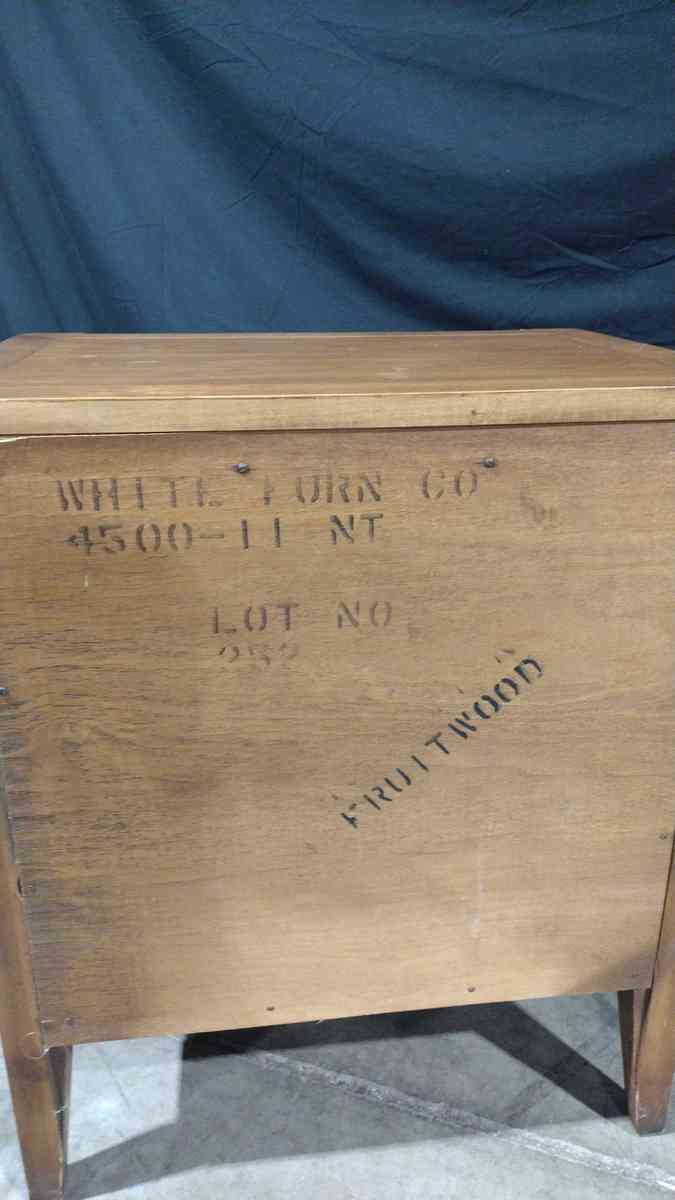 WHITE FURN CO
4500-11 NT
LOT NO
FRUITWOOD